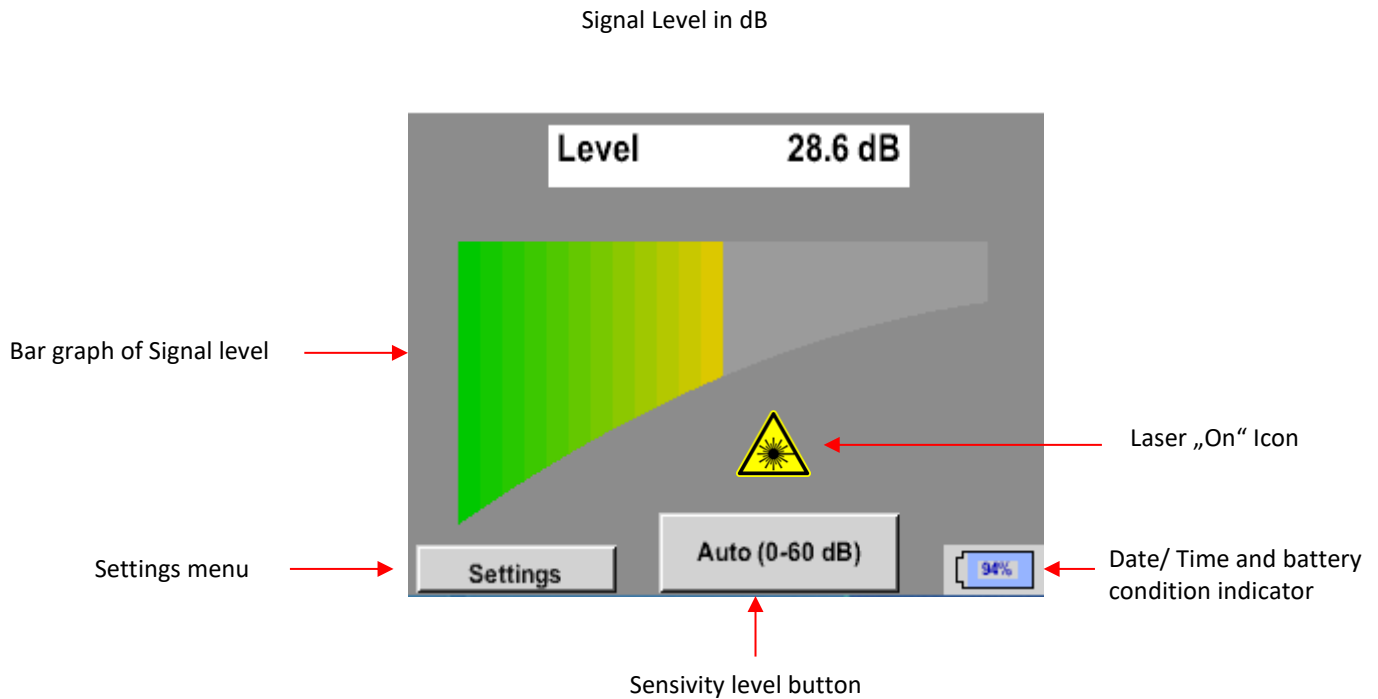 Signal Level in dB
Level 28.6 dB
Bar graph of Signal level
Laser „On“ Icon
Settings menu
Settings
Auto (0-60 dB)
94%
Date/ Time and battery
condition indicator
Sensivity level button